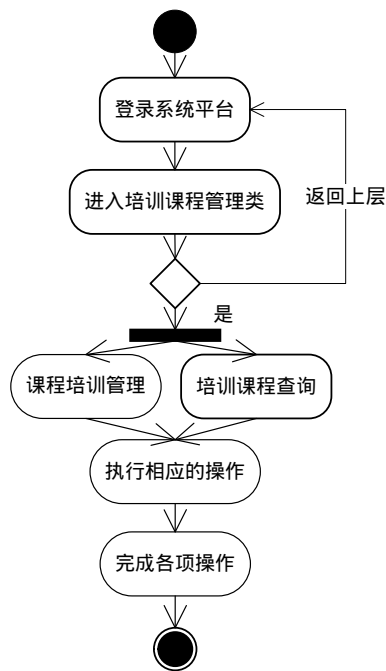 登录系统平台
返回上层
进入培训课程管理类
是
课程培训管理
培训课程查询
执行相应的操作
完成各项操作